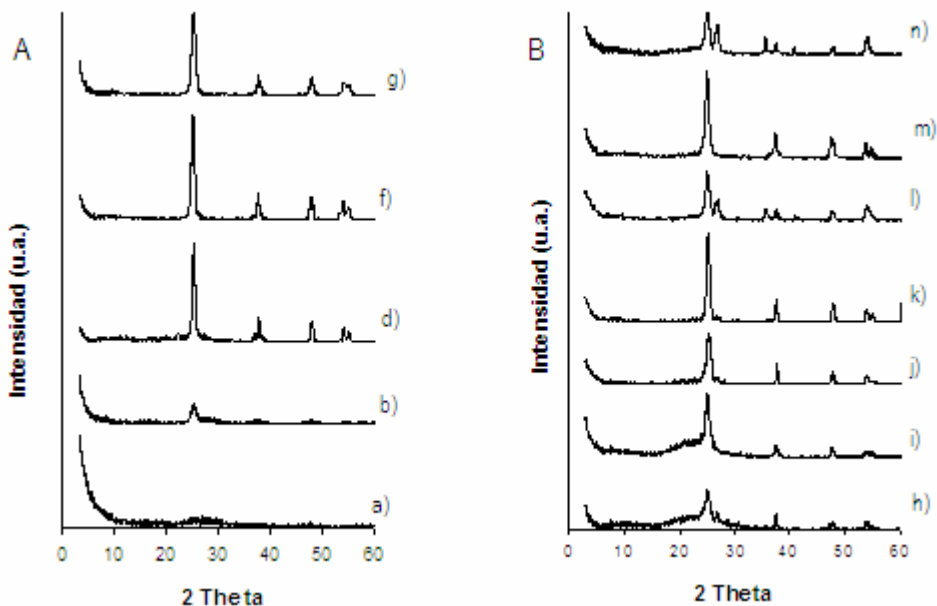 A
g)
f)
d)
b)
a)
Intensidad (u.a.)
0 10 20 30 40 50 60
2 Theta
B
n)
m)
l)
k)
j)
i)
h)
Intensidad (u.a.)
0 10 20 30 40 50 60
2 Theta